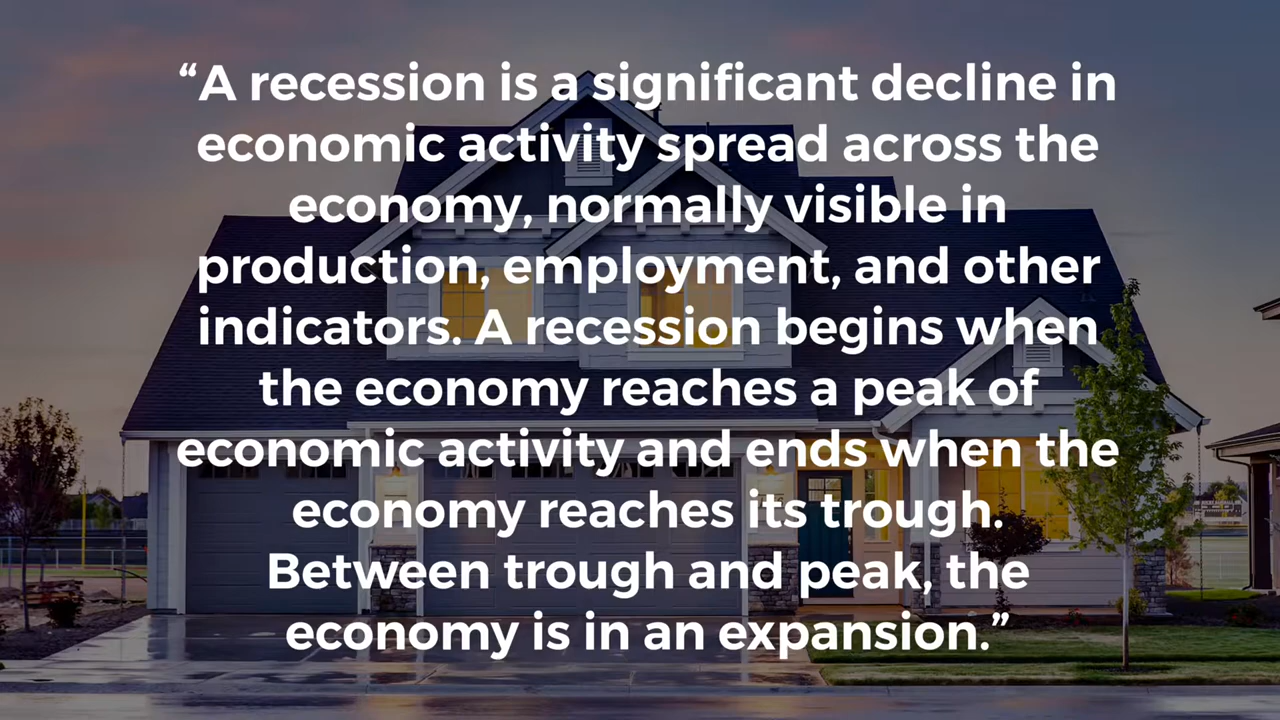 “A recession is a significant decline in
economic activity spread across the
economy, normally visible in
production, employment, and other
indicators. A recession begins when
the economy reaches a peak of
economic activity and ends when the
economy reaches its trough.
Between trough and peak, the
economy is in an expansion.”